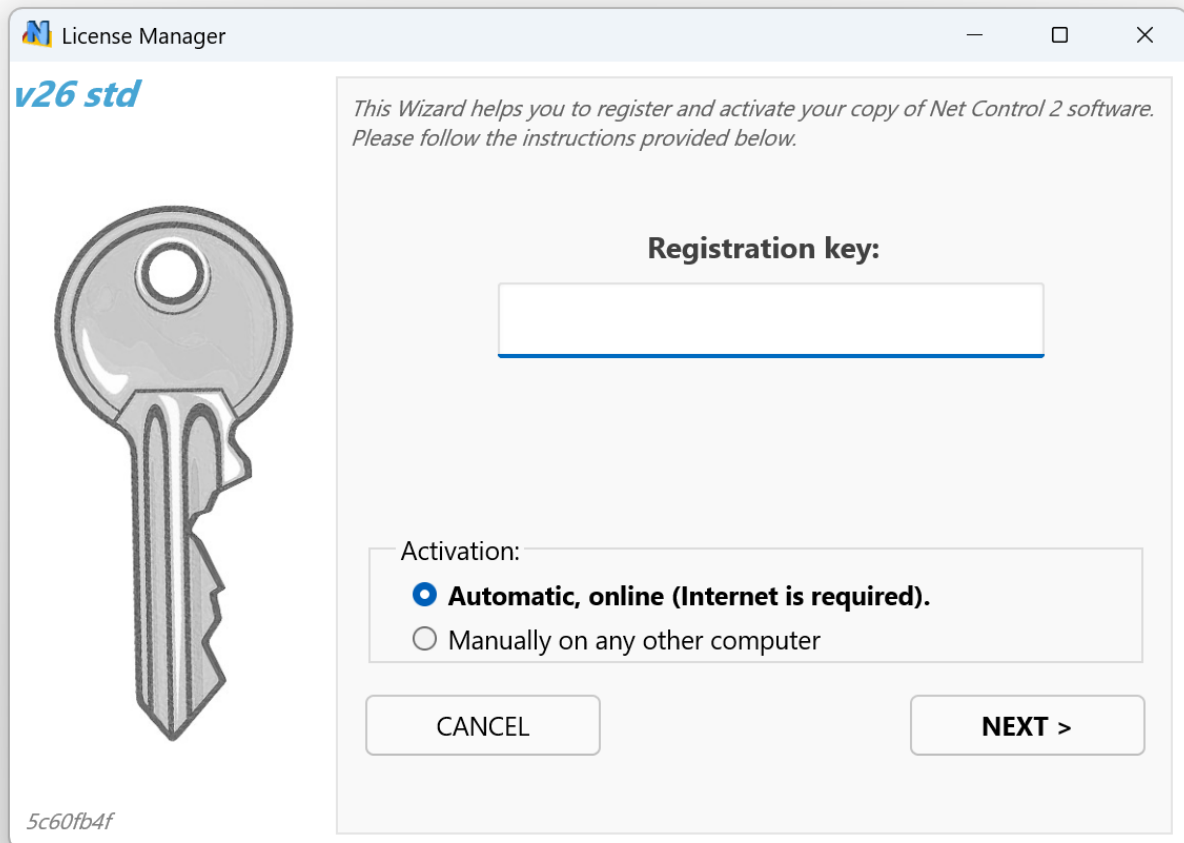 License Manager
v26 std
This Wizard helps you to register and activate your copy of Net Control 2 software.
Please follow the instructions provided below.
Registration key:
Activation:
Automatic, online (Internet is required).
Manually on any other computer
CANCEL
NEXT >
5c60fb4f